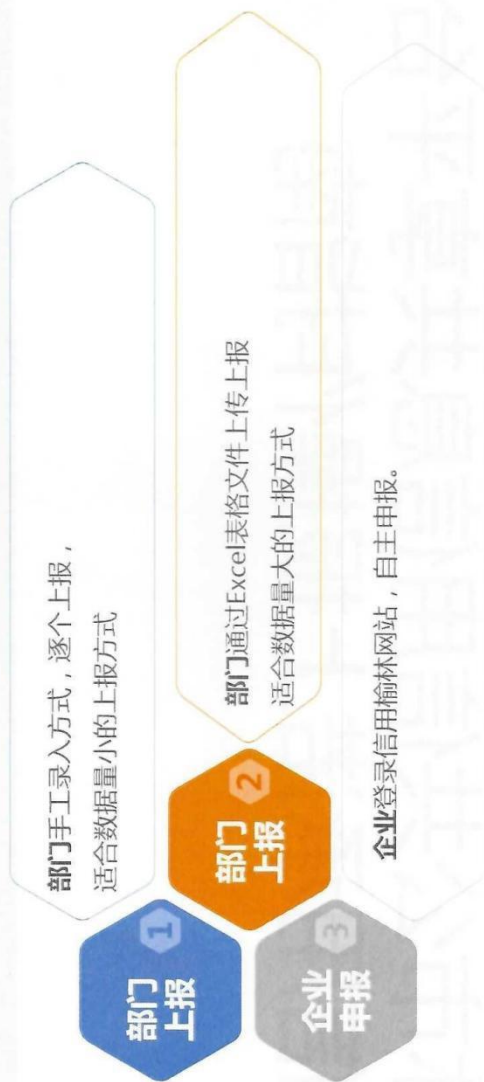 1
部门
上报
部门手工录入方式，逐个上报，
适合数据量小的上报方式
2
部门
上报
部门通过Excel表格文件上传上报
适合数据量大的上报方式
3
企业
申报
企业登录信用榆林网站，自主申报。